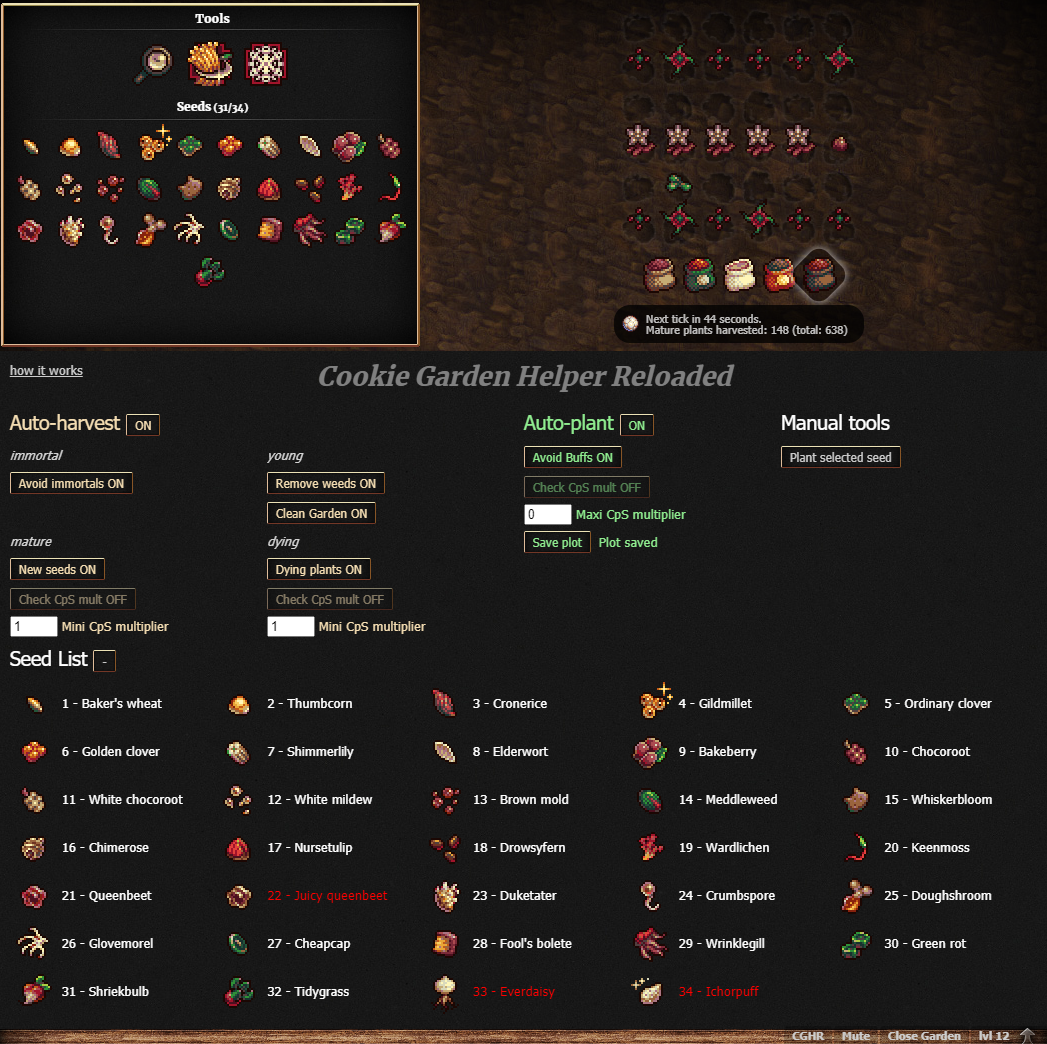 Tools
Seeds (31/34)
Next tick in 44 seconds.
Mature plants harvested: 148 (total: 638)
how it works
Cookie Garden Helper Reloaded
Auto-harvest ON
Auto-plant ON
Manual tools
immortal
young
Avoid Buffs ON
Plant selected seed
Avoid immortals ON
Remove weeds ON
Check CpS mult OFF
Clean Garden ON
0 Maxi CpS multiplier
mature
dying
Save plot Plot saved
New seeds ON
Dying plants ON
Check CpS mult OFF
Check CpS mult OFF
1 Mini CpS multiplier
1 Mini CpS multiplier
Seed List -
1 - Baker's wheat
2 - Thumbcorn
3 - Cronerice
4 - Gildmillet
5 - Ordinary clover
6 - Golden clover
7 - Shimmerlily
8 - Elderwort
9 - Bakeberry
10 - Chocoroot
11 - White chocoroot
12 - White mildew
13 - Brown mold
14 - Meddleweed
15 - Whiskerbloom
16 - Chimerose
17 - Nursetulip
18 - Drowsyfern
19 - Wardlichen
20 - Keenmoss
21 - Queenbeet
22 - Juicy queenbeet
23 - Duketater
24 - Crumbspore
25 - Doughshroom
26 - Glovemorel
27 - Cheapcap
28 - Fool's bolete
29 - Wrinklegill
30 - Green rot
31 - Shriekbulb
32 - Tidygrass
33 - Everdaisy
34 - Ichorpuff
CGHR Mute Close Garden lvl 12